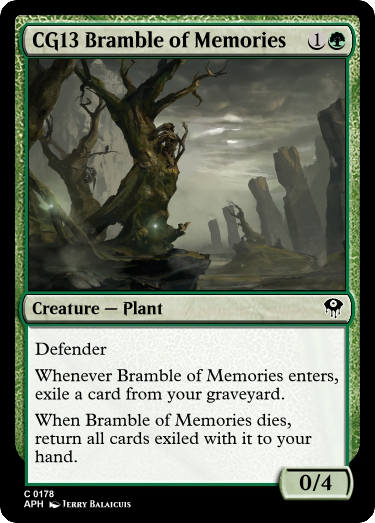 CG13 Bramble of Memories 1
Creature — Plant
Defender
Whenever Bramble of Memories enters,
exile a card from your graveyard.
When Bramble of Memories dies,
return all cards exiled with it to your
hand.
0/4
C 0178
APH Jerry Balaicuis